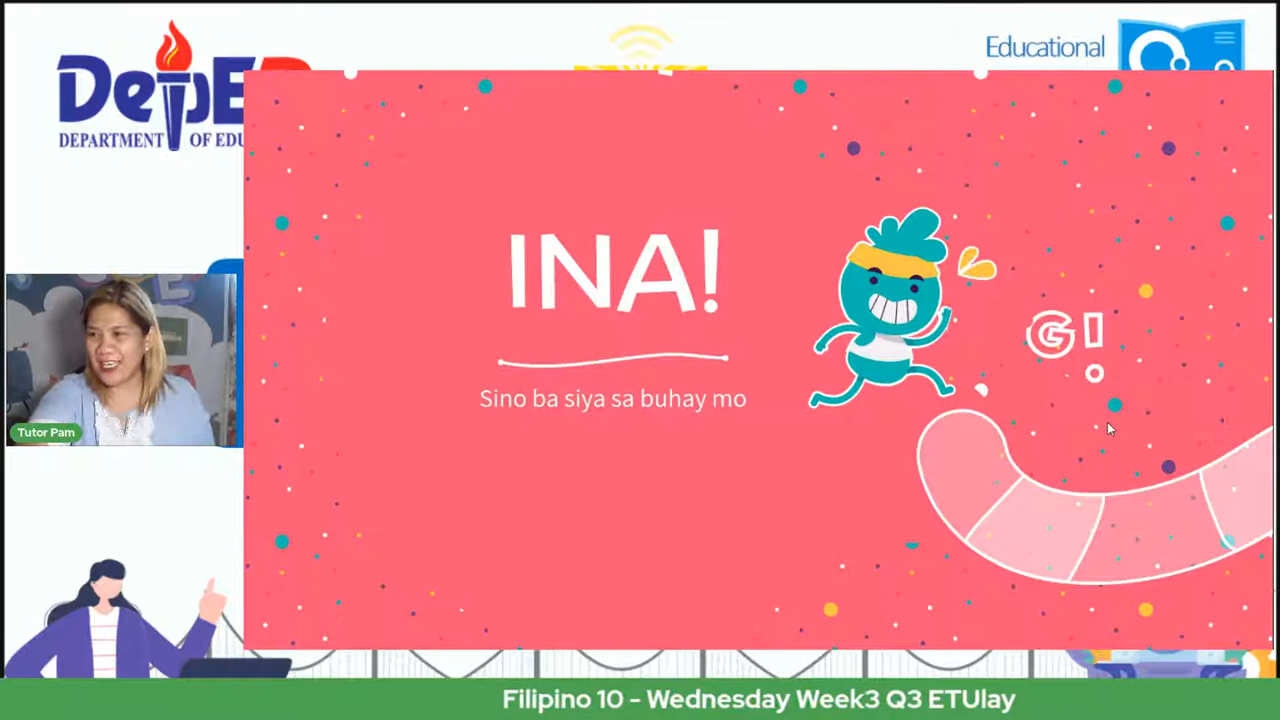 DepE
DEPARTMENT OF EDU
Educational
INA!
Sino ba siya sa buhay mo
G!
Tutor Pam
Filipino 10 - Wednesday Week3 Q3 ETUlay